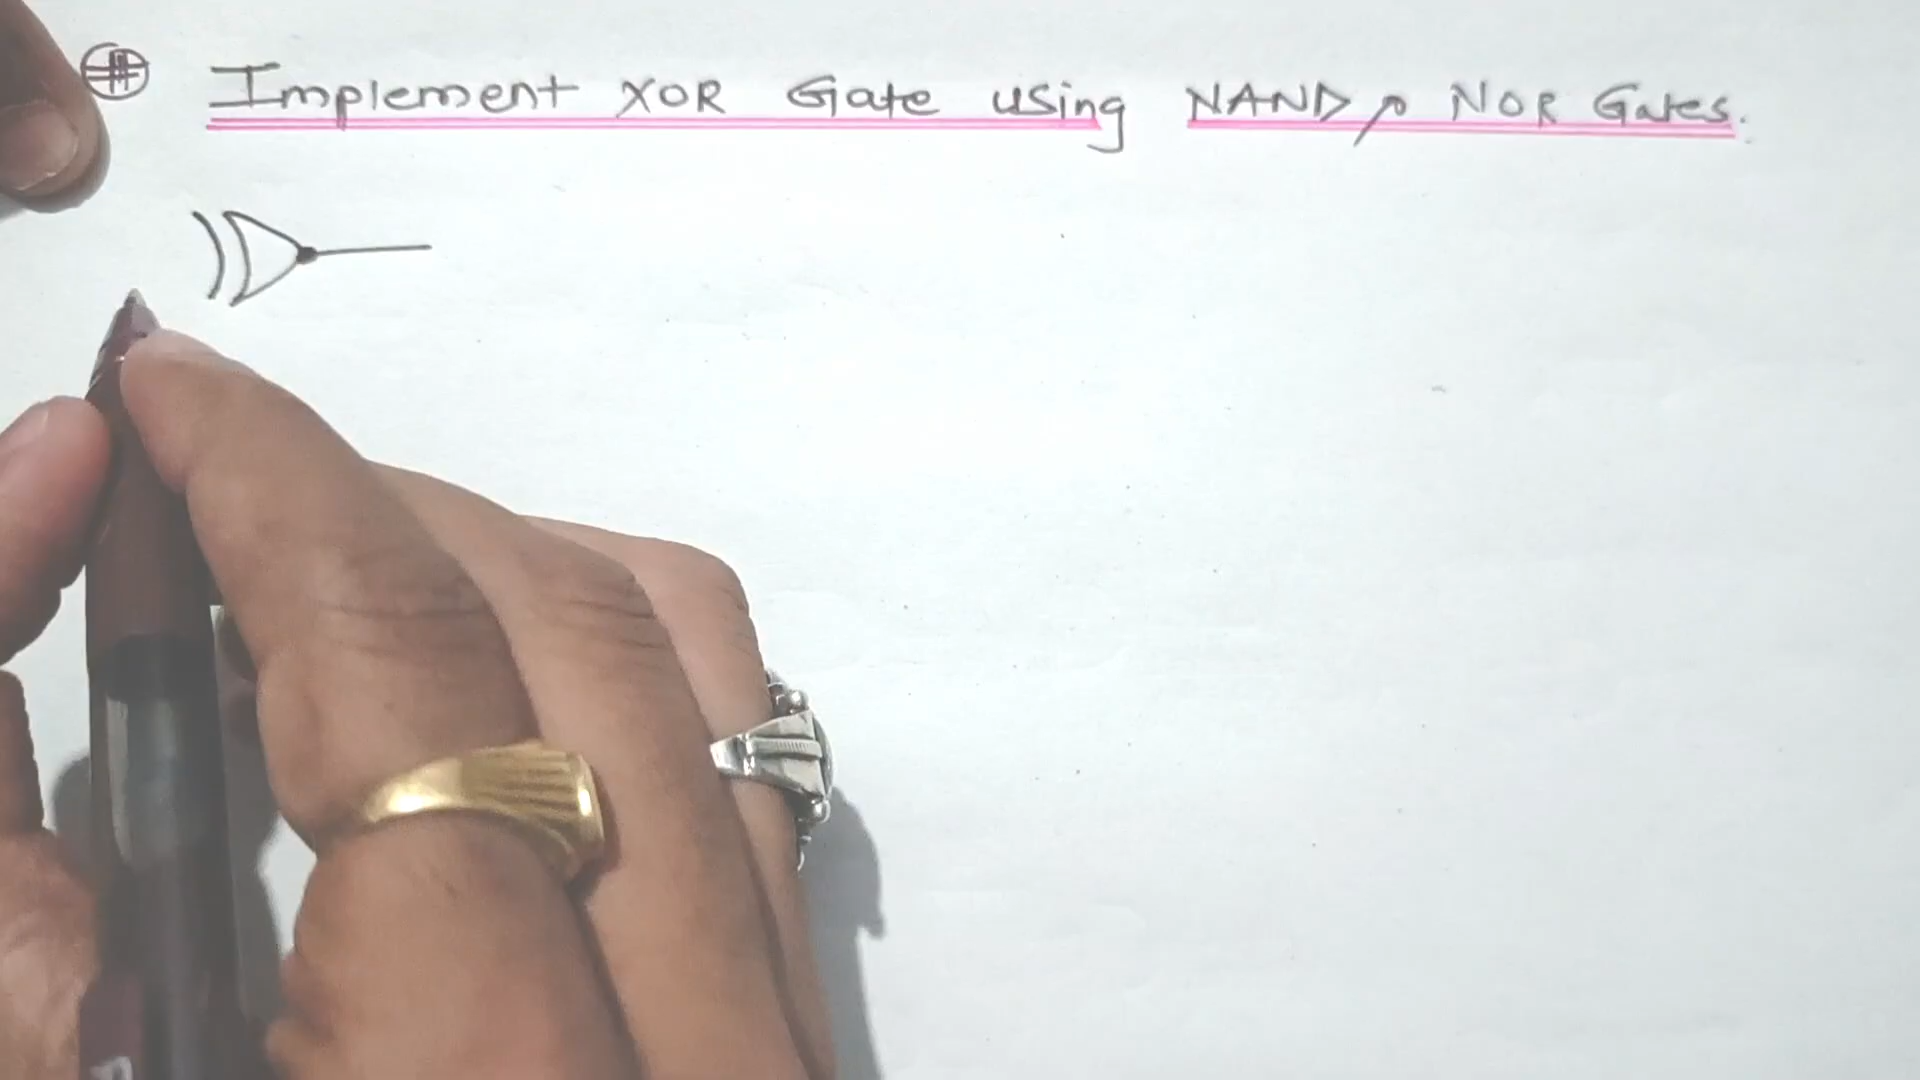 # Implement XOR Gate using NAND, NOR Gates.